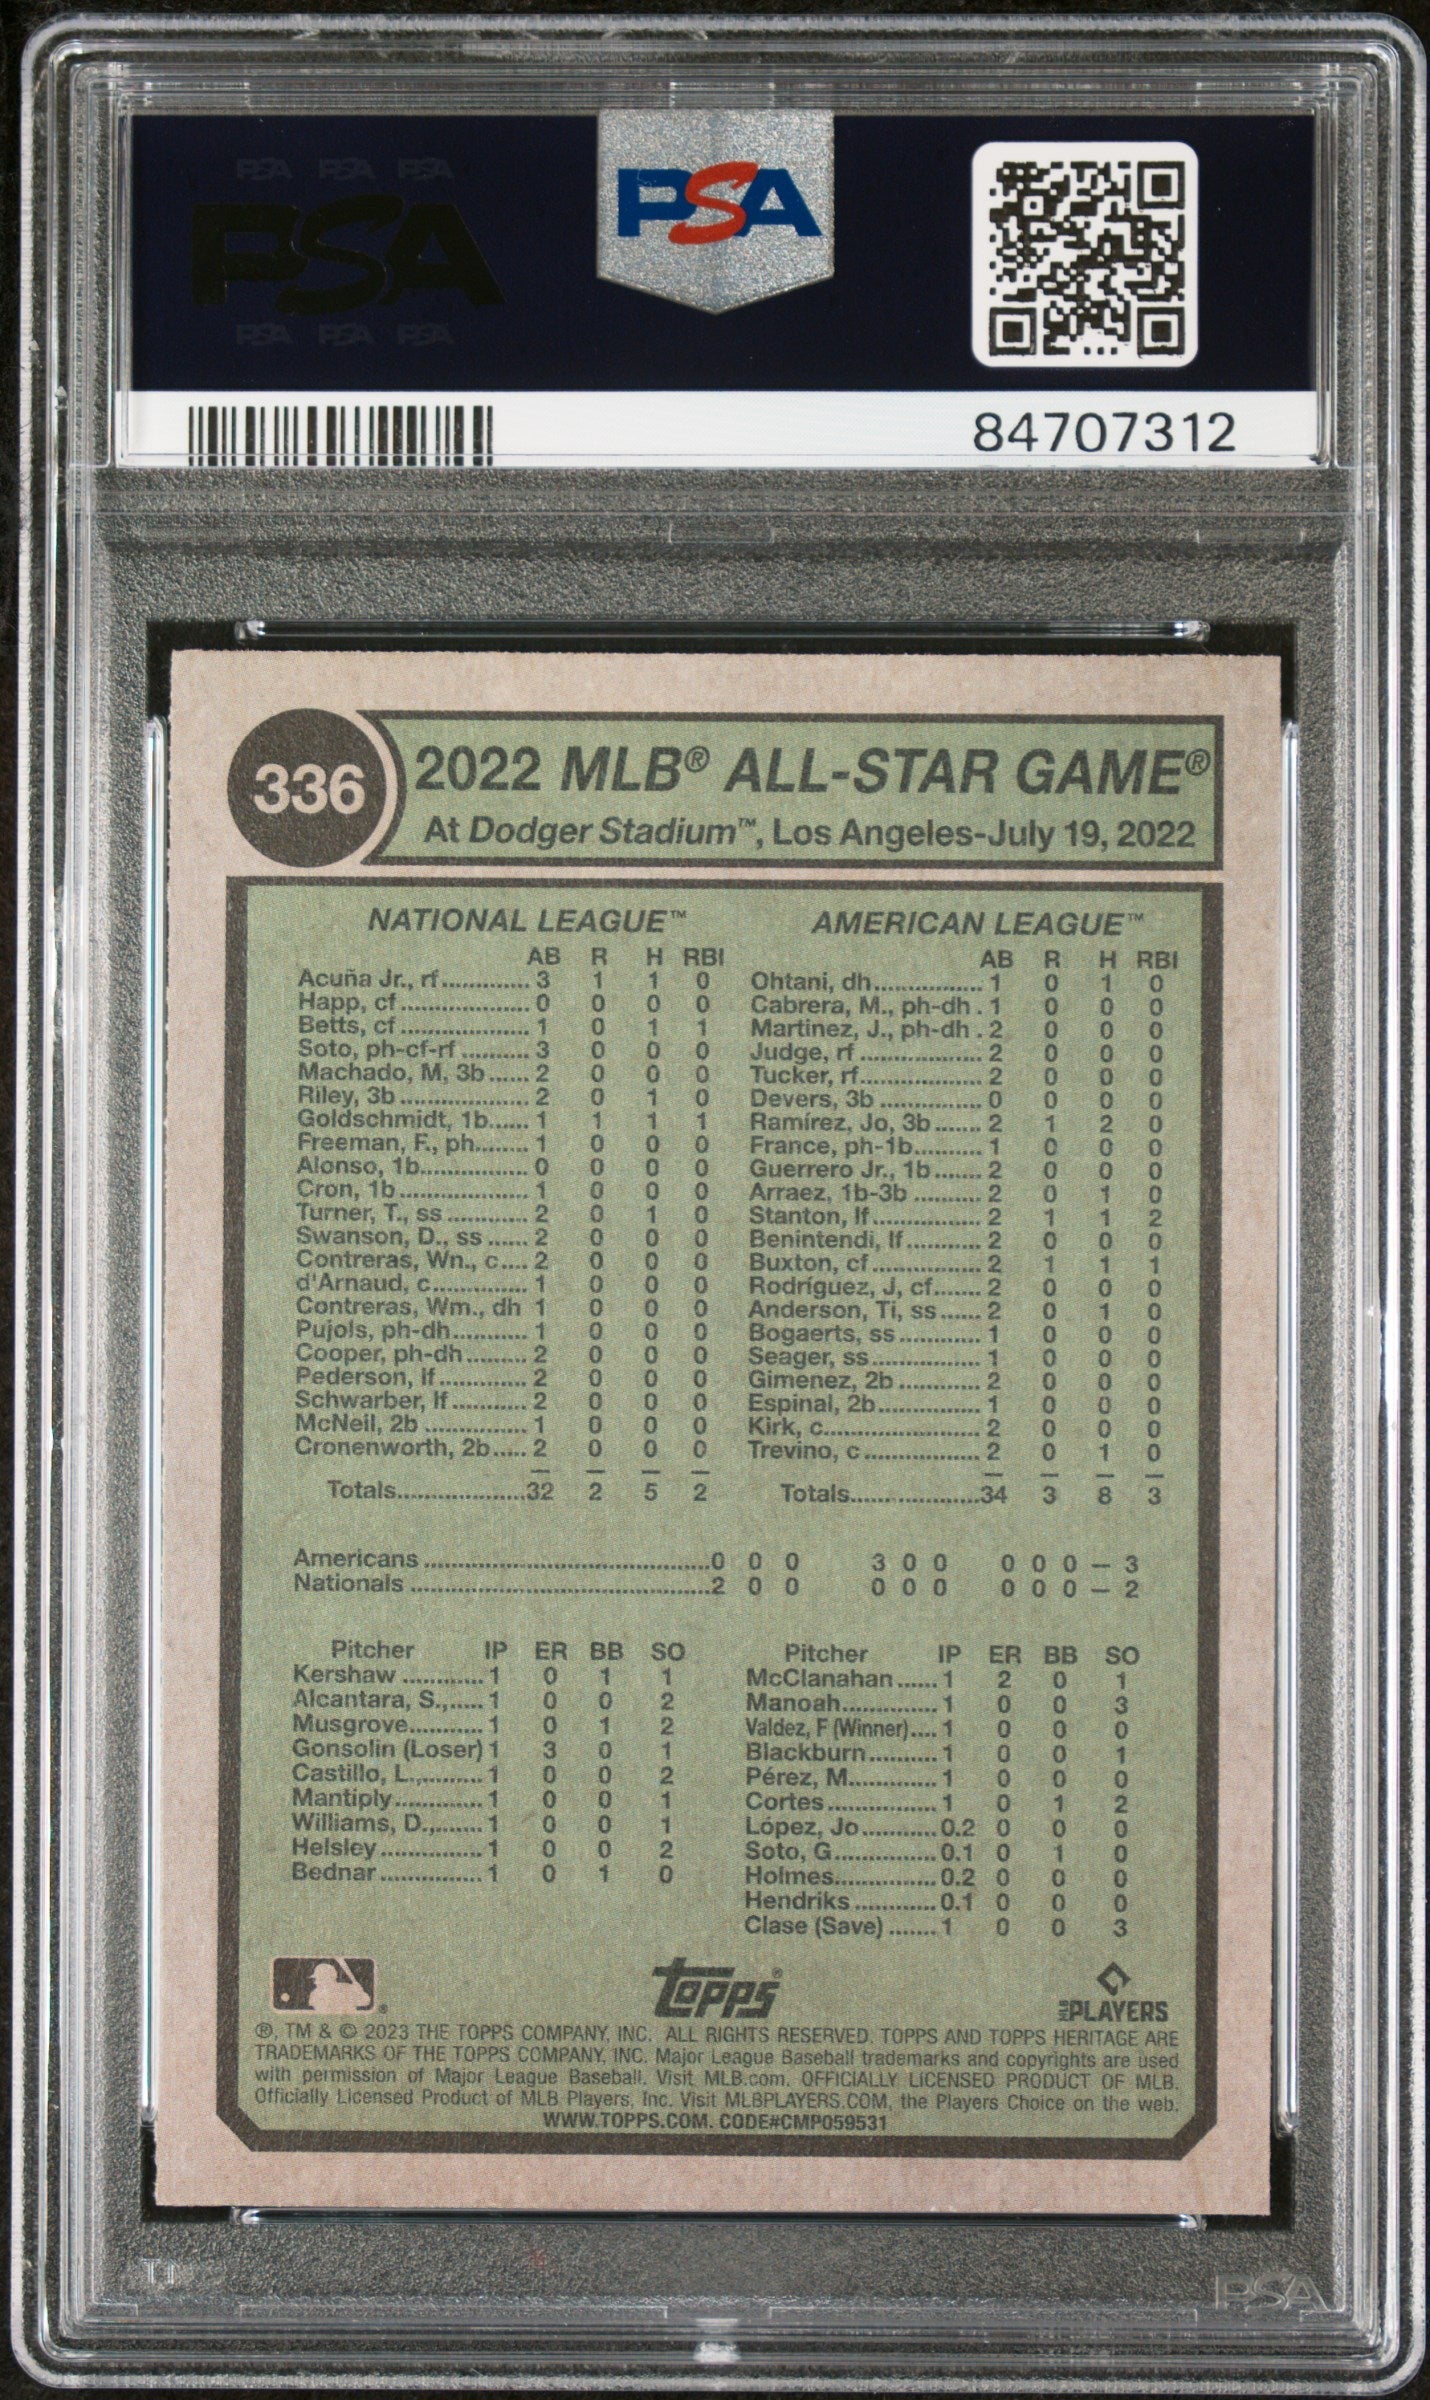 PSA PSA PSA
PSA
PSA PSA PSA
PSA
84707312
336
2022 MLB® ALL-STAR GAME®
At Dodger Stadium™, Los Angeles-July 19, 2022
NATIONAL LEAGUE™
AB R H RBI
Acuña Jr., rf............. 3 1 1 0
Happ, cf ................... 0 0 0 0
Betts, cf ................... 1 0 1 1
Soto, ph-cf-rf .......... 3 0 0 0
Machado, M, 3b ...... 2 0 0 0
Riley, 3b ................... 2 0 1 0
Goldschmidt, 1b...... 1 1 1 1
Freeman, F., ph........ 1 0 0 0
Alonso, 1b................ 0 0 0 0
Cron, 1b ................... 1 0 0 0
Turner, T., ss ............ 2 0 1 0
Swanson, D., ss ...... 2 0 0 0
Contreras, Wn., c.... 2 0 0 0
d'Arnaud, c.............. 1 0 0 0
Contreras, Wm., dh 1 0 0 0
Pujols, ph-dh........... 1 0 0 0
Cooper, ph-dh ......... 2 0 0 0
Pederson, lf ............. 2 0 0 0
Schwarber, lf ........... 2 0 0 0
McNeil, 2b ............... 1 0 0 0
Cronenworth, 2b..... 2 0 0 0
Totals....................32 2 5 2
AMERICAN LEAGUE™
AB R H RBI
Ohtani, dh................ 1 0 1 0
Cabrera, M., ph-dh . 1 0 0 0
Martinez, J., ph-dh . 2 0 0 0
Judge, rf .................. 2 0 0 0
Tucker, rf.................. 2 0 0 0
Devers, 3b ............... 0 0 0 0
Ramírez, Jo, 3b....... 2 1 2 0
France, ph-1b.......... 1 0 0 0
Guerrero Jr., 1b ....... 2 0 0 0
Arraez, 1b-3b .......... 2 0 1 0
Stanton, lf................ 2 1 1 2
Benintendi, lf........... 2 0 0 0
Buxton, cf................ 2 1 1 1
Rodríguez, J, cf....... 2 0 0 0
Anderson, Ti, ss ...... 2 0 1 0
Bogaerts, ss ............ 1 0 0 0
Seager, ss................ 1 0 0 0
Gimenez, 2b ............ 2 0 0 0
Espinal, 2b............... 1 0 0 0
Kirk, c....................... 2 0 0 0
Trevino, c ................. 2 0 1 0
Totals....................34 3 8 3
Americans ..........................................0 0 0 3 0 0 0 0 0 – 3
Nationals ............................................2 0 0 0 0 0 0 0 0 – 2
Pitcher IP ER BB SO
Kershaw ............ 1 0 1 1
Alcantara, S.,..... 1 0 0 2
Musgrove........... 1 0 1 2
Gonsolin (Loser) 1 3 0 1
Castillo, L.,......... 1 0 0 2
Mantiply............. 1 0 0 1
Williams, D.,....... 1 0 0 1
Helsley............... 1 0 0 2
Bednar ............... 1 0 1 0
Pitcher IP ER BB SO
McClanahan ...... 1 2 0 1
Manoah.............. 1 0 0 3
Valdez, F (Winner).... 1 0 0 0
Blackburn .......... 1 0 0 1
Pérez, M............. 1 0 0 0
Cortes ................ 1 0 1 2
López, Jo ........... 0.2 0 0 0
Soto, G............... 0.1 0 1 0
Holmes............... 0.2 0 0 0
Hendriks ............ 0.1 0 0 0
Clase (Save) ....... 1 0 0 3
topps®
MLB PLAYERS
®, TM & © 2023 THE TOPPS COMPANY, INC. ALL RIGHTS RESERVED. TOPPS AND TOPPS HERITAGE ARE
TRADEMARKS OF THE TOPPS COMPANY, INC. Major League Baseball trademarks and copyrights are used
with permission of Major League Baseball. Visit MLB.com. OFFICIALLY LICENSED PRODUCT OF MLB.
Officially Licensed Product of MLB Players, Inc. Visit MLBPLAYERS.COM, the Players Choice on the web.
WWW.TOPPS.COM. CODE#CMP059531
PSA